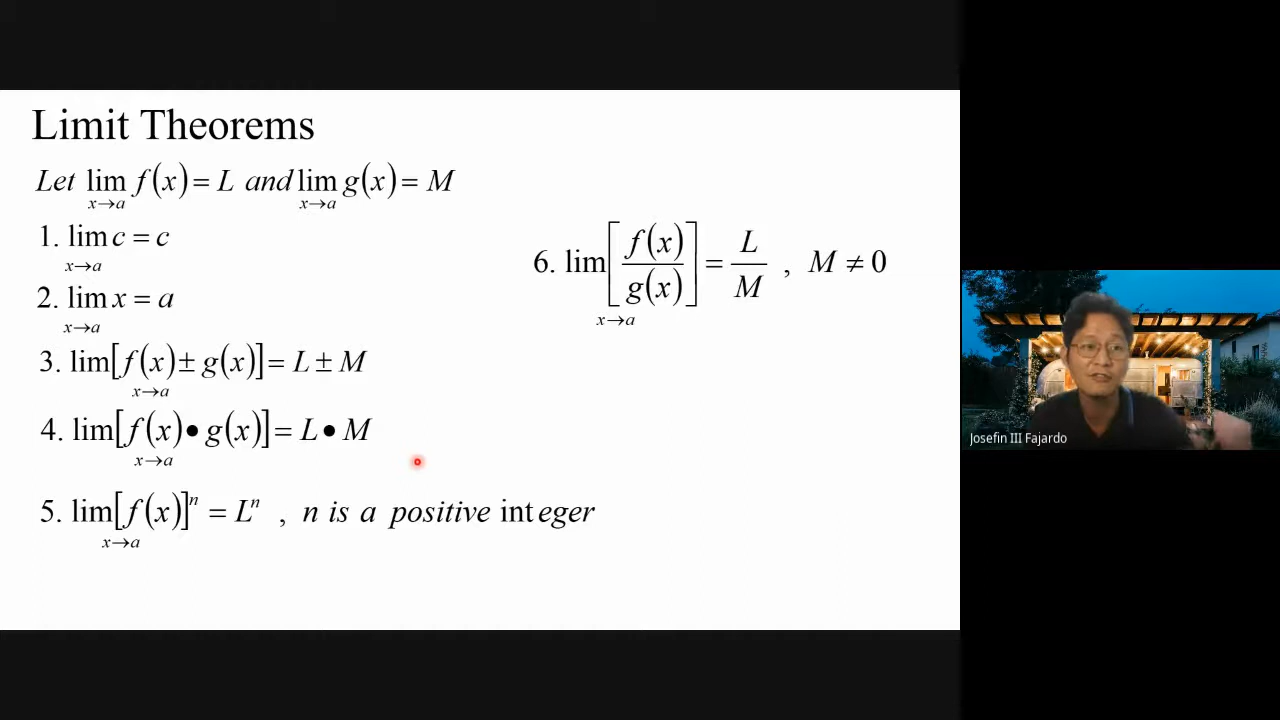 Limit Theorems
Let lim f(x) = L and lim g(x) = M
x→a x→a
1. lim c = c
x→a
2. lim x = a
x→a
3. lim[f(x) ± g(x)] = L ± M
x→a
4. lim[f(x) • g(x)] = L • M
x→a
5. lim[f(x)]ⁿ = Lⁿ , n is a positive integer
x→a
6. lim[f(x)/g(x)] = L/M , M ≠ 0
x→a
Josefin III Fajardo